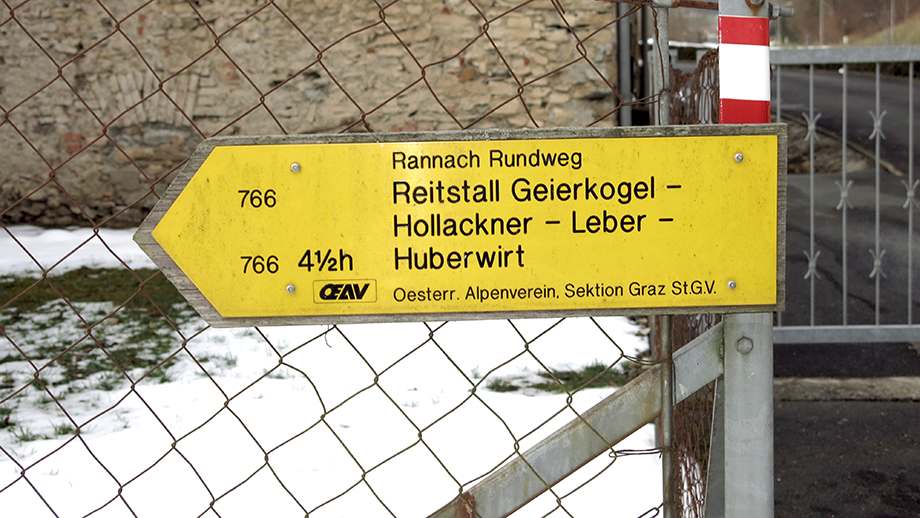 Rannach Rundweg
766 Reitstall Geierkogel –
Hollackner – Leber –
766 4½h Huberwirt
OEAV Oesterr. Alpenverein, Sektion Graz St.G.V.